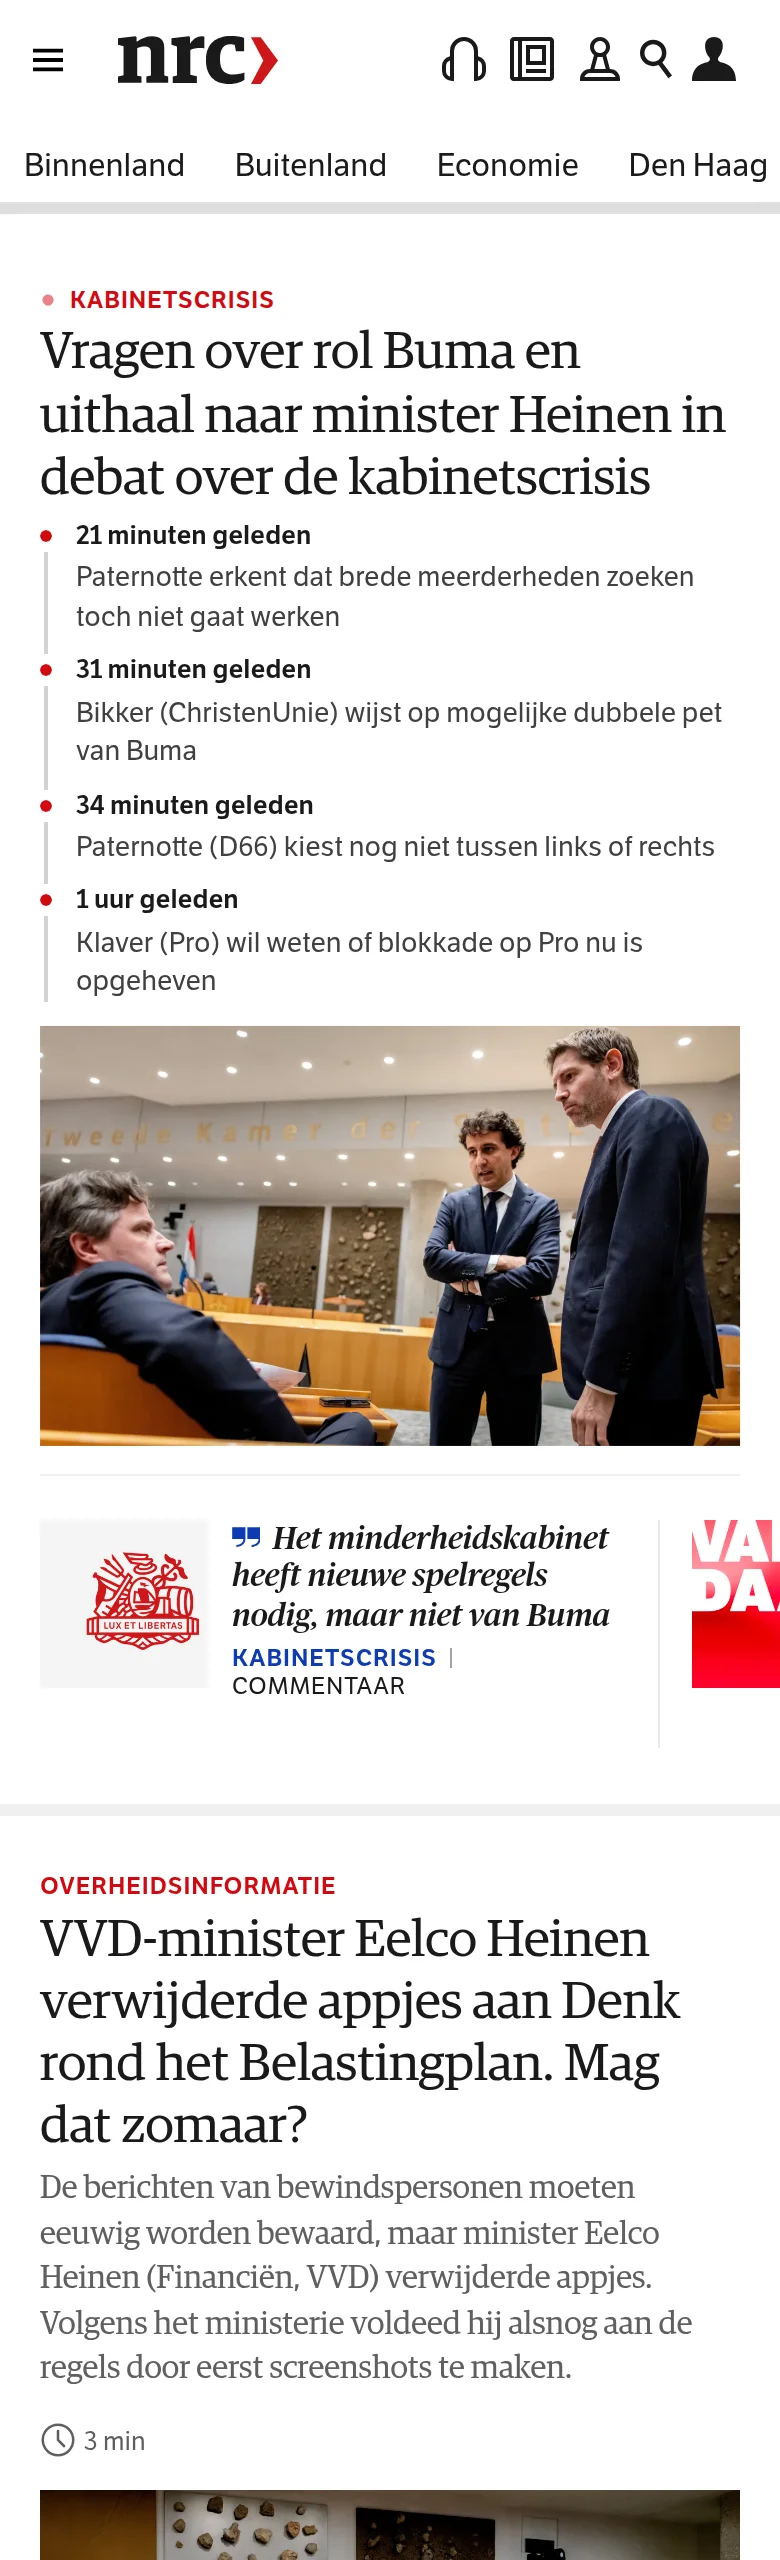 nrc
Binnenland Buitenland Economie Den Haag
KABINETSCRISIS
Vragen over rol Buma en
uithaal naar minister Heinen in
debat over de kabinetscrisis
21 minuten geleden
Paternotte erkent dat brede meerderheden zoeken
toch niet gaat werken
31 minuten geleden
Bikker (ChristenUnie) wijst op mogelijke dubbele pet
van Buma
34 minuten geleden
Paternotte (D66) kiest nog niet tussen links of rechts
1 uur geleden
Klaver (Pro) wil weten of blokkade op Pro nu is
opgeheven
Tweede Kamer der
LUX ET LIBERTAS
Het minderheidskabinet
heeft nieuwe spelregels
nodig, maar niet van Buma
KABINETSCRISIS |
COMMENTAAR
VA
DA
OVERHEIDSINFORMATIE
VVD-minister Eelco Heinen
verwijderde appjes aan Denk
rond het Belastingplan. Mag
dat zomaar?
De berichten van bewindspersonen moeten
eeuwig worden bewaard, maar minister Eelco
Heinen (Financiën, VVD) verwijderde appjes.
Volgens het ministerie voldeed hij alsnog aan de
regels door eerst screenshots te maken.
3 min